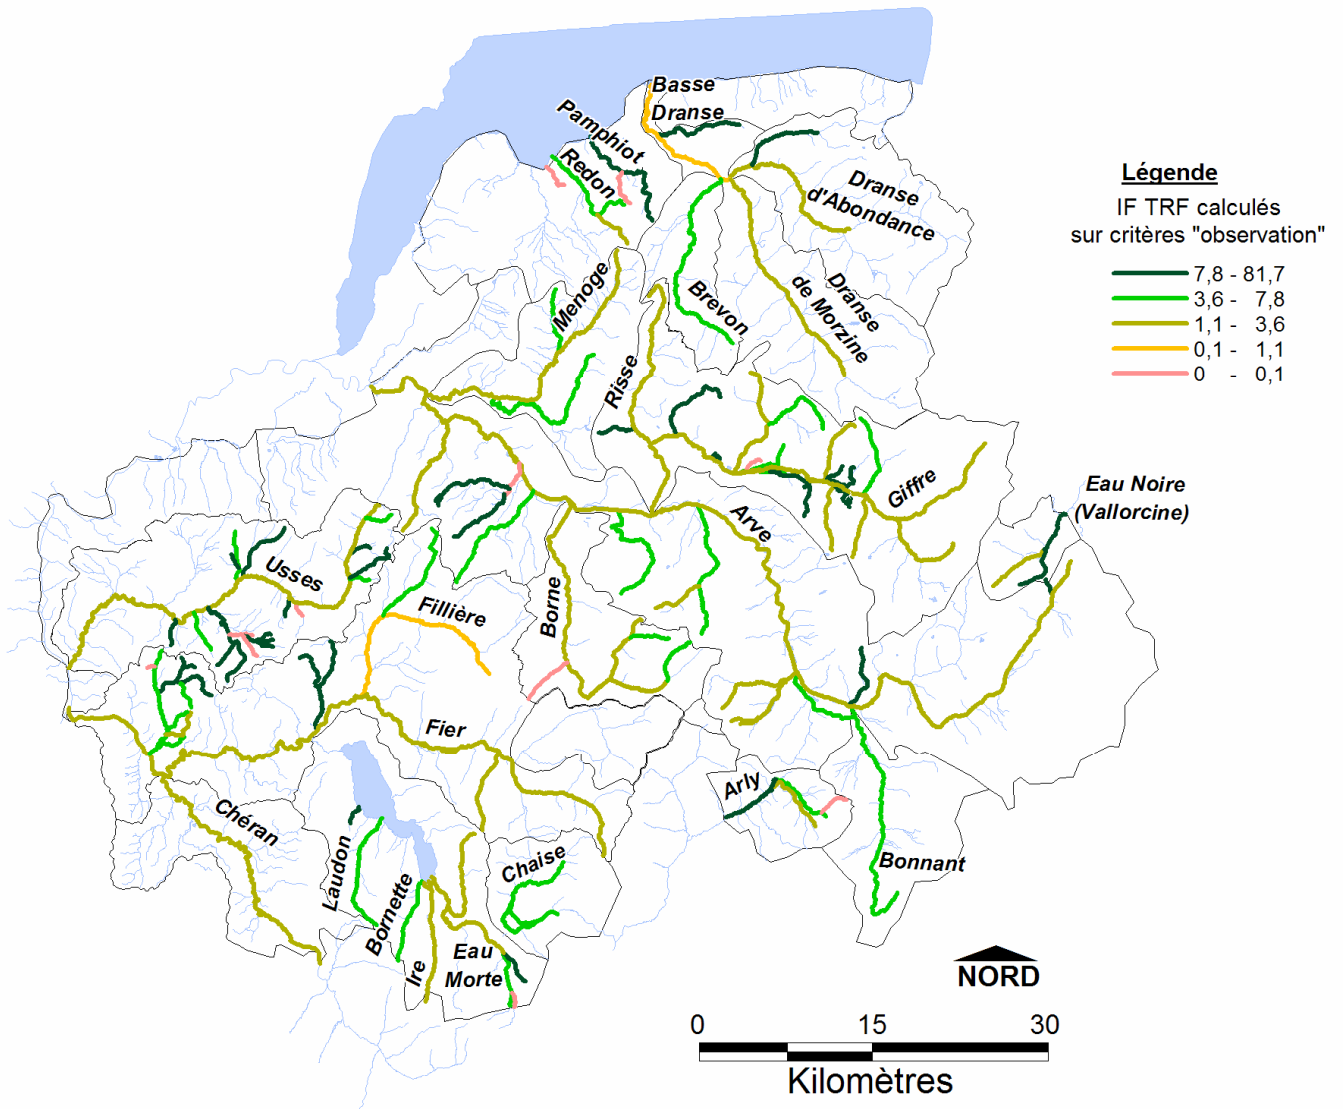 Basse
Dranse
Pamphiot
Redon
Dranse
d'Abondance
Menoge
Brevon
Dranse
de Morzine
Risse
Giffre
Eau Noire
(Vallorcine)
Arve
Usses
Fillière
Borne
Fier
Chéran
Arly
Laudon
Bornette
Chaise
Bonnant
Ire
Eau
Morte
Légende
IF TRF calculés
sur critères "observation"
7,8 - 81,7
3,6 - 7,8
1,1 - 3,6
0,1 - 1,1
0 - 0,1
NORD
0 15 30
Kilomètres